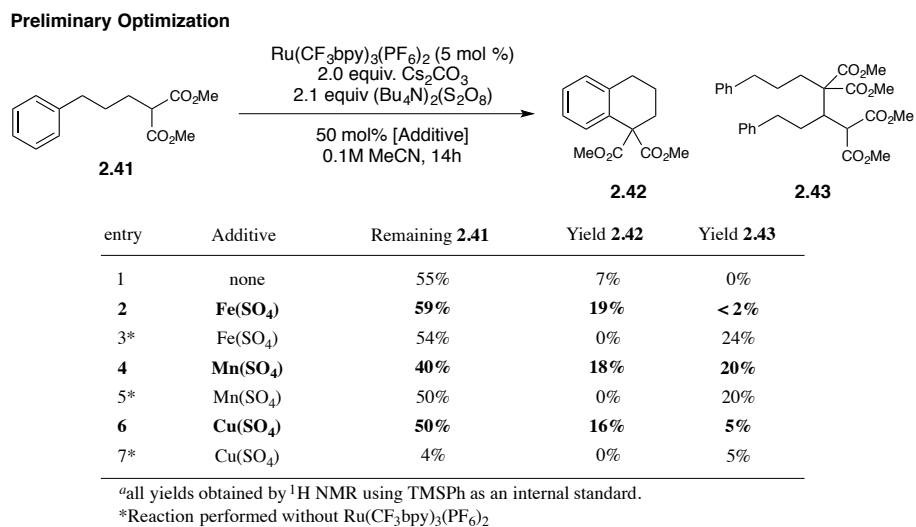 Preliminary Optimization
Ru(CF3bpy)3(PF6)2 (5 mol %)
2.0 equiv. Cs2CO3
2.1 equiv (Bu4N)2(S2O8)
50 mol% [Additive]
0.1M MeCN, 14h
CO2Me
CO2Me
2.41
MeO2C CO2Me
2.42
Ph
CO2Me
CO2Me
Ph
CO2Me
CO2Me
2.43
entry Additive Remaining 2.41 Yield 2.42 Yield 2.43
1 none 55% 7% 0%
2 Fe(SO4) 59% 19% < 2%
3* Fe(SO4) 54% 0% 24%
4 Mn(SO4) 40% 18% 20%
5* Mn(SO4) 50% 0% 20%
6 Cu(SO4) 50% 16% 5%
7* Cu(SO4) 4% 0% 5%
aall yields obtained by 1H NMR using TMSPh as an internal standard.
*Reaction performed without Ru(CF3bpy)3(PF6)2